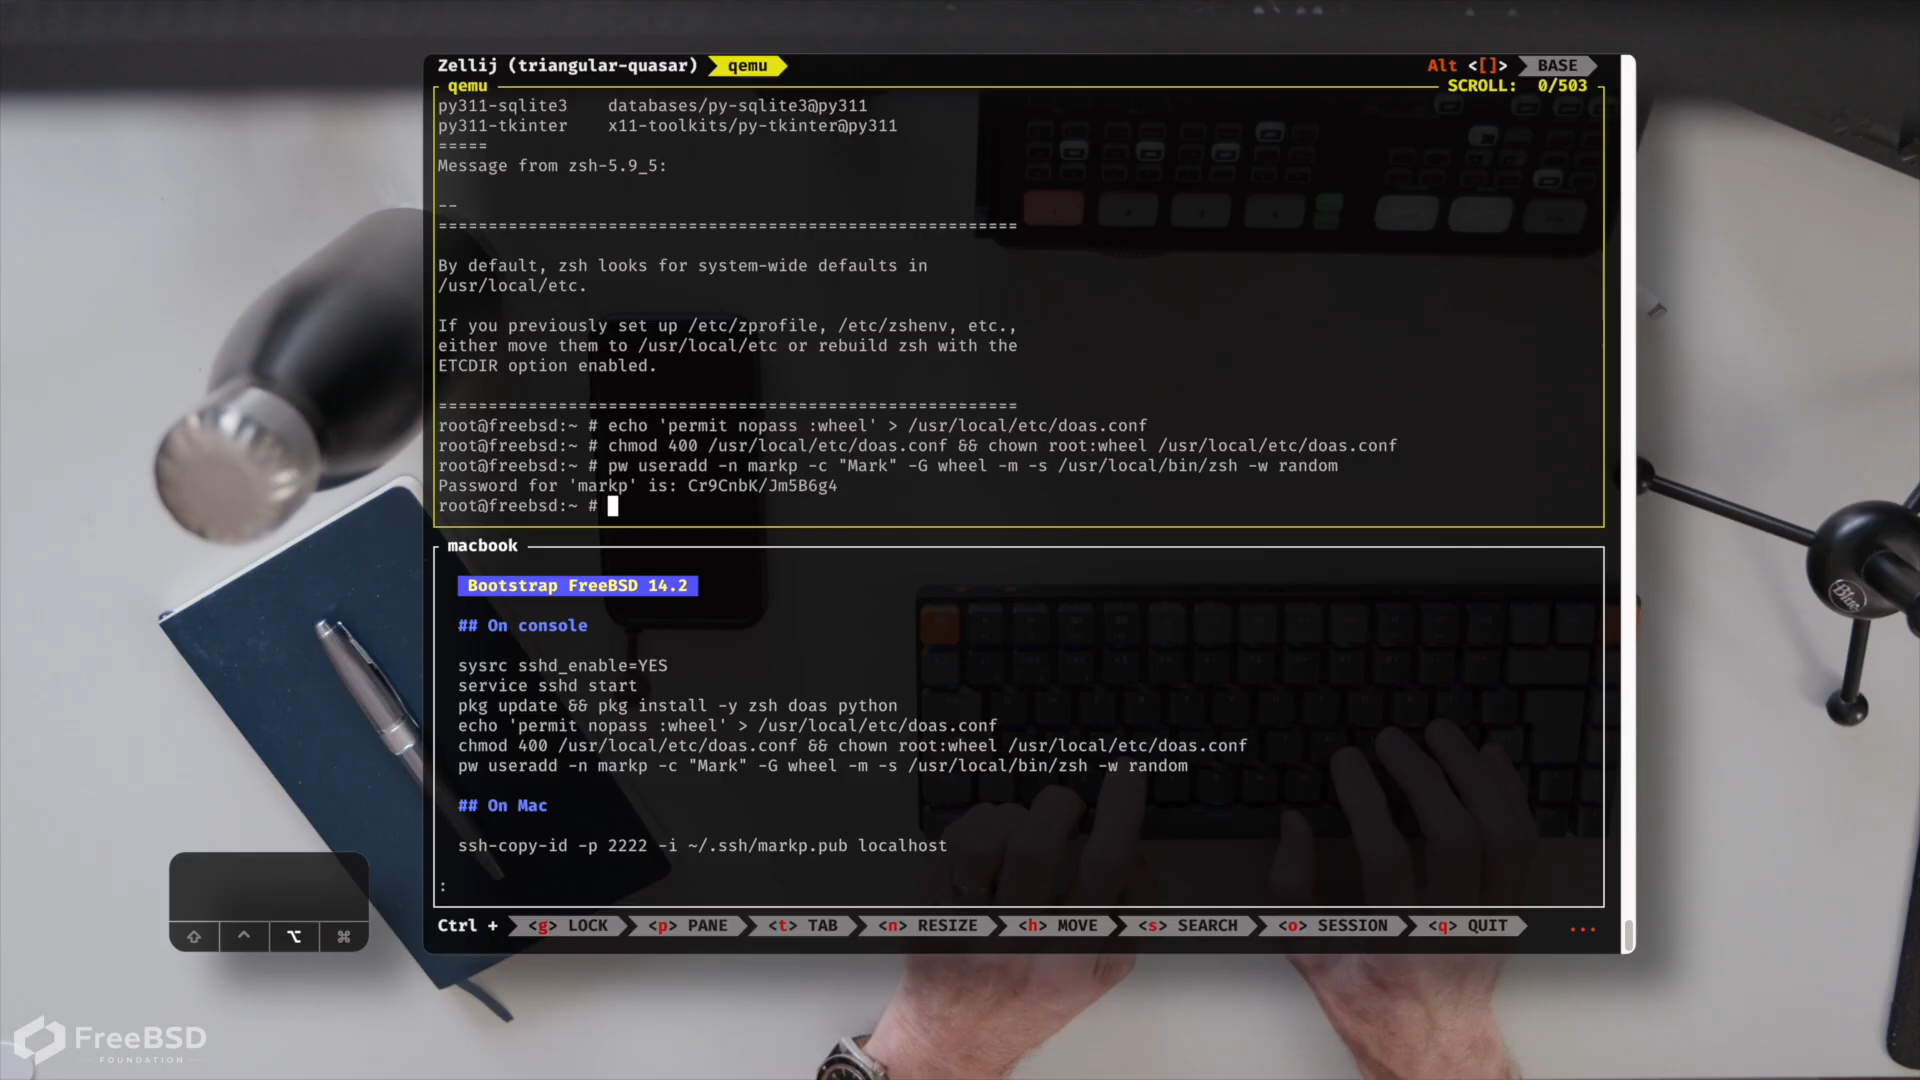 Zellij (triangular-quasar) qemu Alt <[]> BASE
qemu SCROLL: 0/503
py311-sqlite3 databases/py-sqlite3@py311
py311-tkinter x11-toolkits/py-tkinter@py311
=====
Message from zsh-5.9_5:
--
==========================================================
By default, zsh looks for system-wide defaults in
/usr/local/etc.
If you previously set up /etc/zprofile, /etc/zshenv, etc.,
either move them to /usr/local/etc or rebuild zsh with the
ETCDIR option enabled.
==========================================================
root@freebsd:~ # echo 'permit nopass :wheel' > /usr/local/etc/doas.conf
root@freebsd:~ # chmod 400 /usr/local/etc/doas.conf && chown root:wheel /usr/local/etc/doas.conf
root@freebsd:~ # pw useradd -n markp -c "Mark" -G wheel -m -s /usr/local/bin/zsh -w random
Password for 'markp' is: Cr9CnbK/Jm5B6g4
root@freebsd:~ #
macbook
Bootstrap FreeBSD 14.2
## On console
sysrc sshd_enable=YES
service sshd start
pkg update && pkg install -y zsh doas python
echo 'permit nopass :wheel' > /usr/local/etc/doas.conf
chmod 400 /usr/local/etc/doas.conf && chown root:wheel /usr/local/etc/doas.conf
pw useradd -n markp -c "Mark" -G wheel -m -s /usr/local/bin/zsh -w random
## On Mac
ssh-copy-id -p 2222 -i ~/.ssh/markp.pub localhost
:
Ctrl + <g> LOCK <p> PANE <t> TAB <n> RESIZE <h> MOVE <s> SEARCH <o> SESSION <q> QUIT ...
Blue
FreeBSD
FOUNDATION